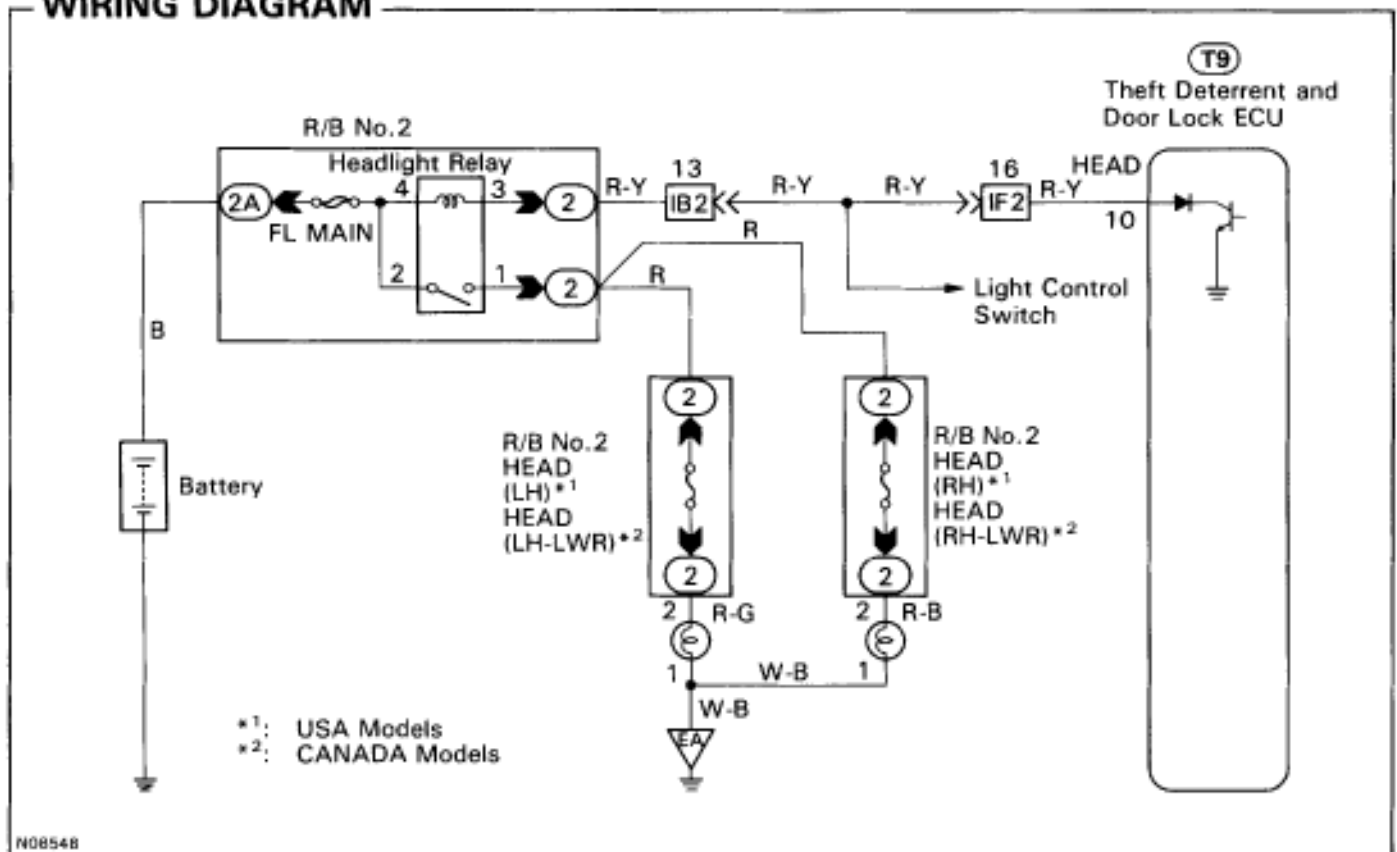 WIRING DIAGRAM
T9
Theft Deterrent and
Door Lock ECU
R/B No.2
Headlight Relay
2A
4
3
2
R-Y
13
IB2
R-Y
R-Y
16
IF2
R-Y
HEAD
10
FL MAIN
2
1
2
R
R
Light Control
Switch
B
Battery
2
2
R/B No.2
HEAD
(LH)*1
HEAD
(LH-LWR)*2
R/B No.2
HEAD
(RH)*1
HEAD
(RH-LWR)*2
2
2
2
R-G
2
R-B
1
W-B
1
W-B
EA
*1: USA Models
*2: CANADA Models
N08548